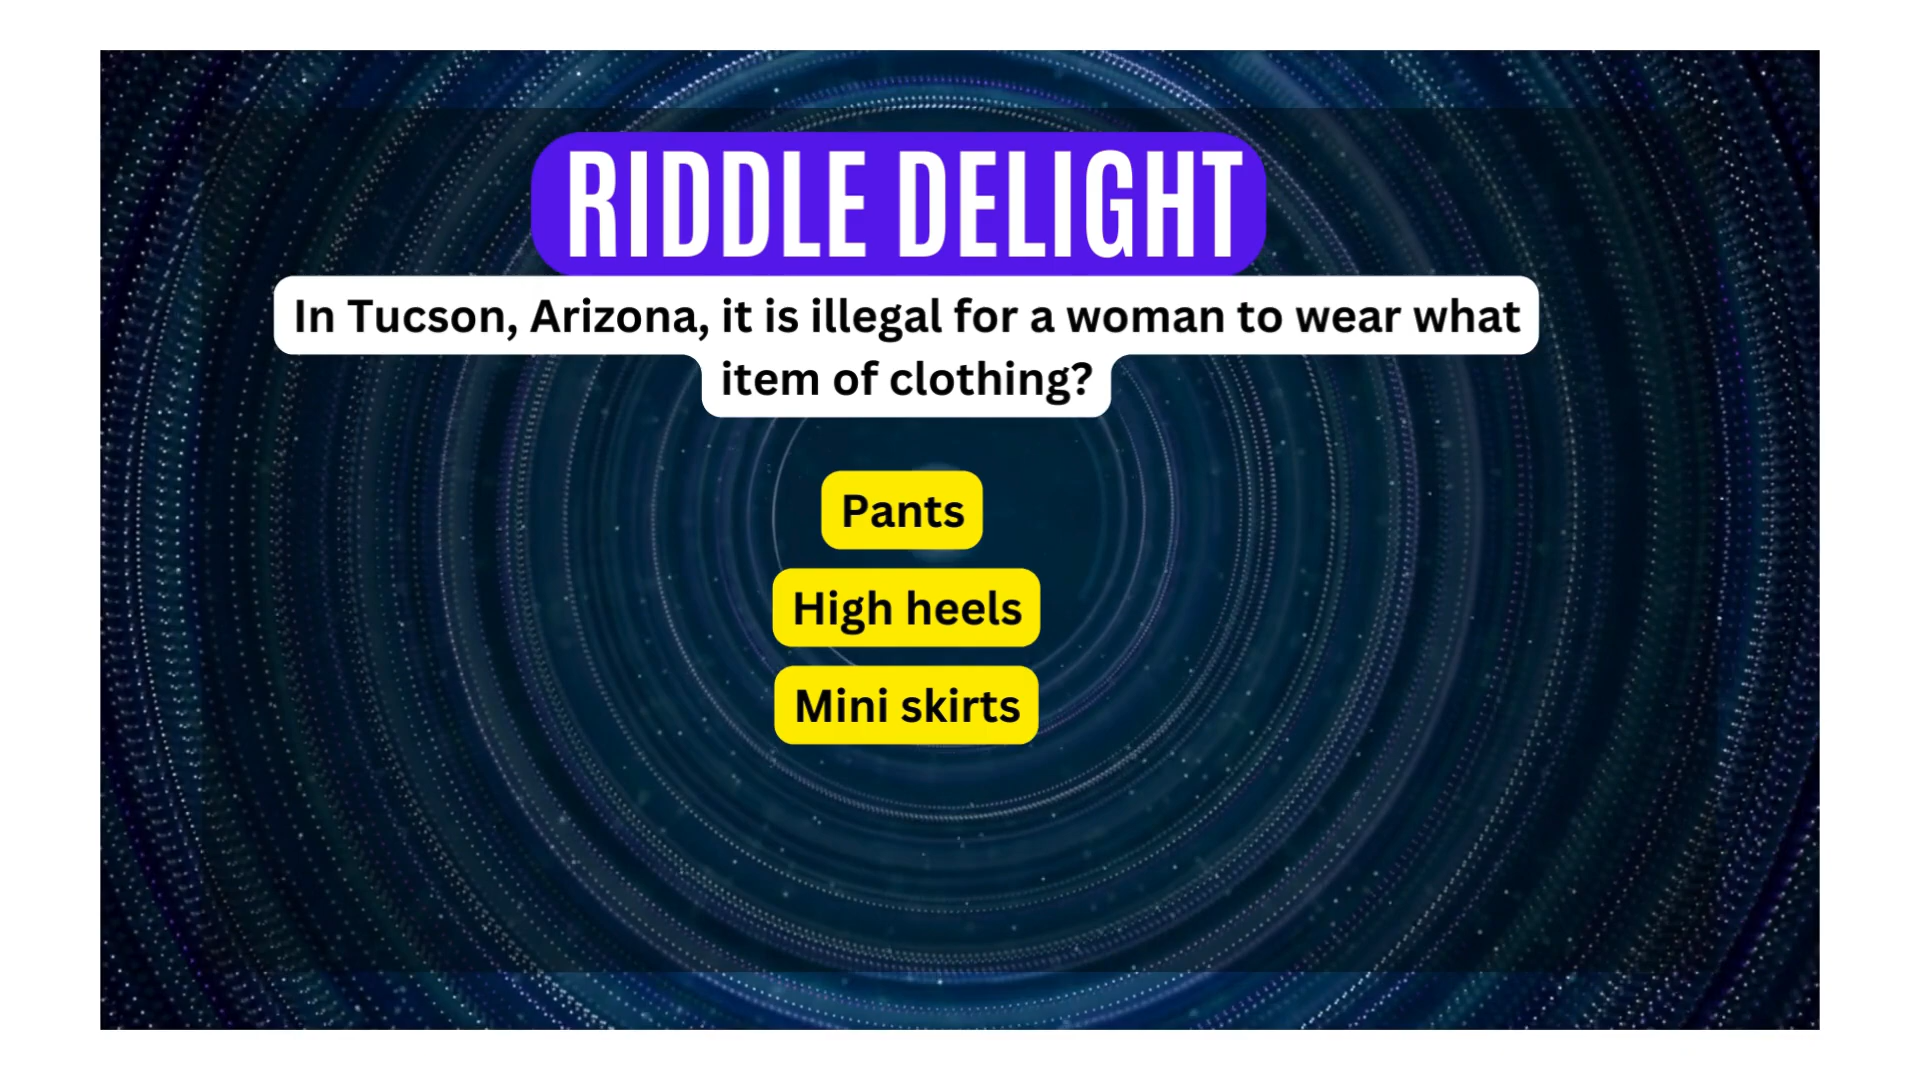 RIDDLE DELIGHT
In Tucson, Arizona, it is illegal for a woman to wear what
item of clothing?
Pants
High heels
Mini skirts